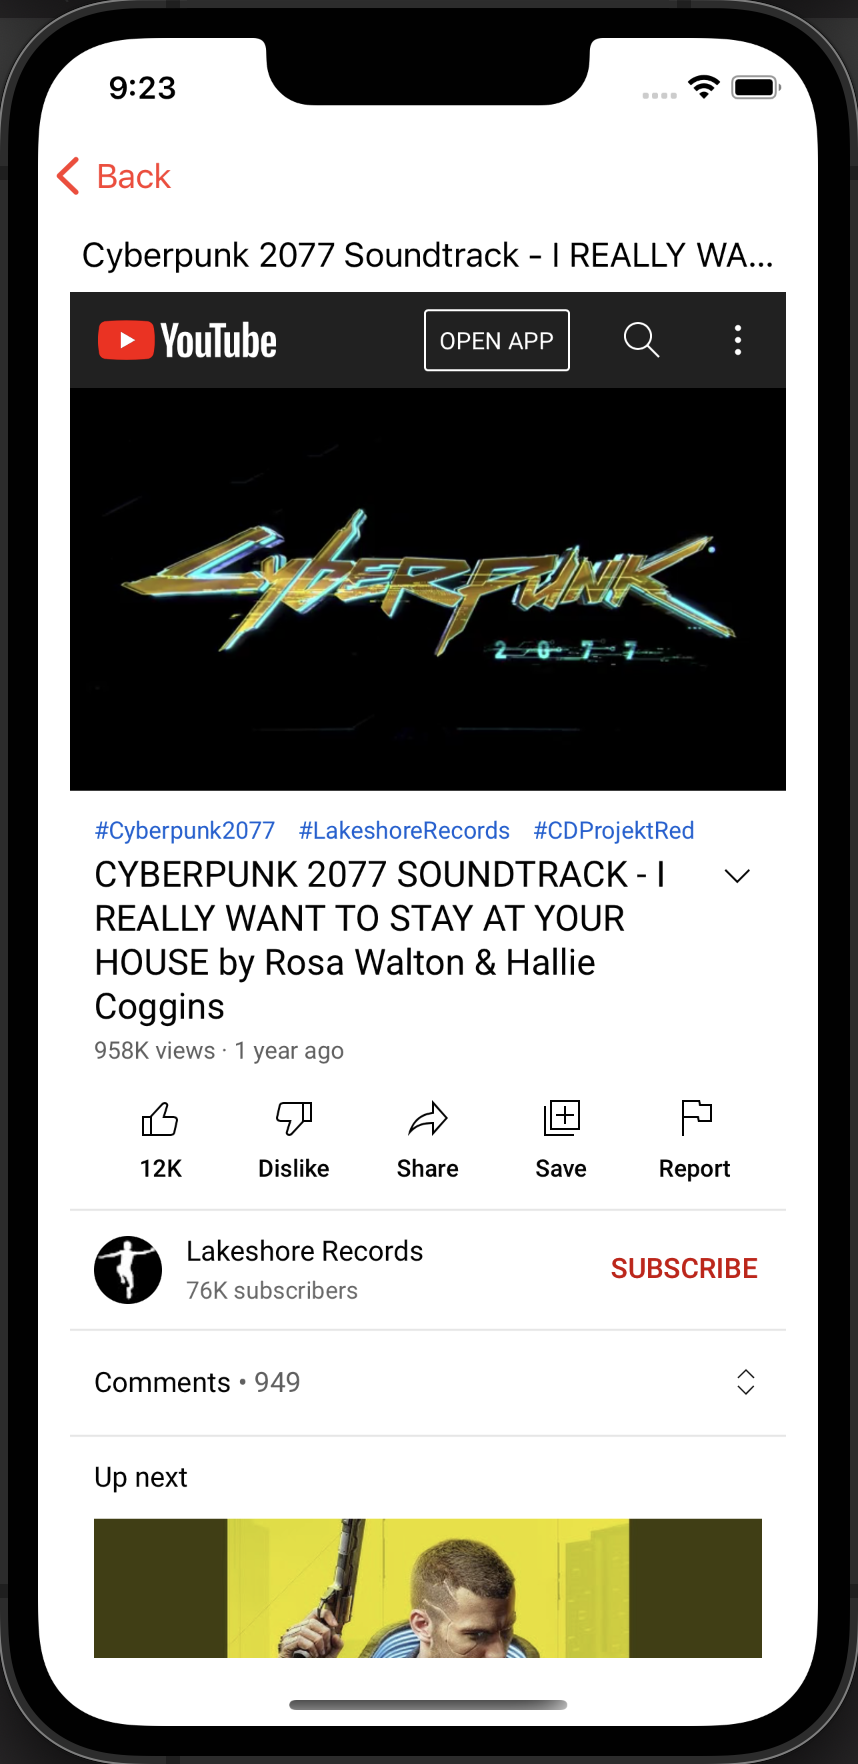 9:23
Back
Cyberpunk 2077 Soundtrack - I REALLY WA...
YouTube
OPEN APP
CYBERPUNK
2077
#Cyberpunk2077 #LakeshoreRecords #CDProjektRed
CYBERPUNK 2077 SOUNDTRACK - I
REALLY WANT TO STAY AT YOUR
HOUSE by Rosa Walton & Hallie
Coggins
958K views · 1 year ago
12K Dislike Share Save Report
Lakeshore Records
76K subscribers
SUBSCRIBE
Comments • 949
Up next